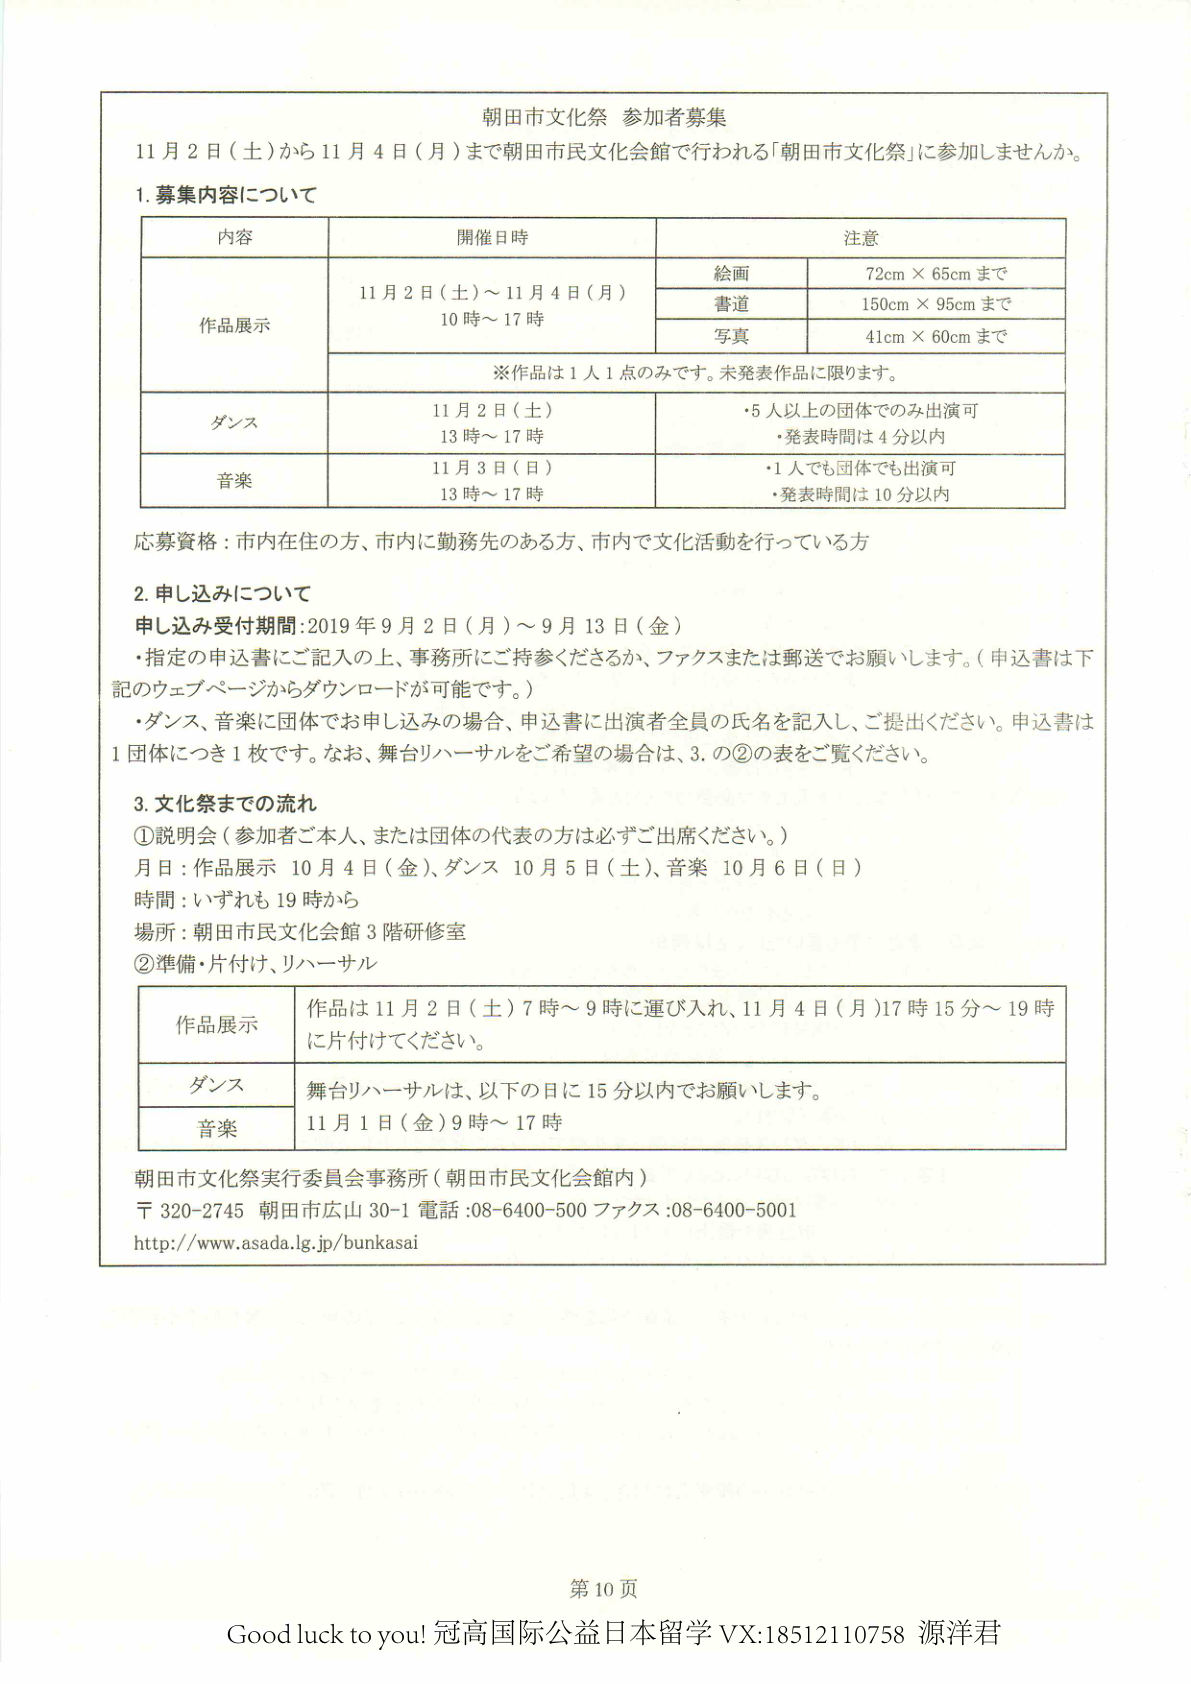 朝田市文化祭 参加者募集
11月2日(土)から11月4日(月)まで朝田市民文化会館で行われる「朝田市文化祭」に参加しませんか。
1. 募集内容について
内容 開催日時 注意
作品展示
11月2日(土)～11月4日(月)
10時～17時
絵画 72cm × 65cmまで
書道 150cm × 95cmまで
写真 41cm × 60cmまで
※作品は1人1点のみです。未発表作品に限ります。
ダンス
11月2日(土)
13時～17時
・5人以上の団体でのみ出演可
・発表時間は4分以内
音楽
11月3日(日)
13時～17時
・1人でも団体でも出演可
・発表時間は10分以内
応募資格:市内在住の方、市内に勤務先のある方、市内で文化活動を行っている方
2. 申し込みについて
申し込み受付期間:2019年9月2日(月)～9月13日(金)
・指定の申込書にご記入の上、事務所にご持参くださるか、ファクスまたは郵送でお願いします。(申込書は下
記のウェブページからダウンロードが可能です。)
・ダンス、音楽に団体でお申し込みの場合、申込書に出演者全員の氏名を記入し、ご提出ください。申込書は
1団体につき1枚です。なお、舞台リハーサルをご希望の場合は、3. の②の表をご覧ください。
3. 文化祭までの流れ
①説明会(参加者ご本人、または団体の代表の方は必ずご出席ください。)
月日:作品展示 10月4日(金)、ダンス 10月5日(土)、音楽 10月6日(日)
時間:いずれも19時から
場所:朝田市民文化会館3階研修室
②準備・片付け、リハーサル
作品展示
作品は11月2日(土)7時～9時に運び入れ、11月4日(月)17時15分～19時
に片付けてください。
ダンス
音楽
舞台リハーサルは、以下の日に15分以内でお願いします。
11月1日(金)9時～17時
朝田市文化祭実行委員会事務所(朝田市民文化会館内)
〒320-2745 朝田市広山30-1 電話:08-6400-500 ファクス:08-6400-5001
http://www.asada.lg.jp/bunkasai
第10页
Good luck to you! 冠高国际公益日本留学 VX:18512110758 源洋君